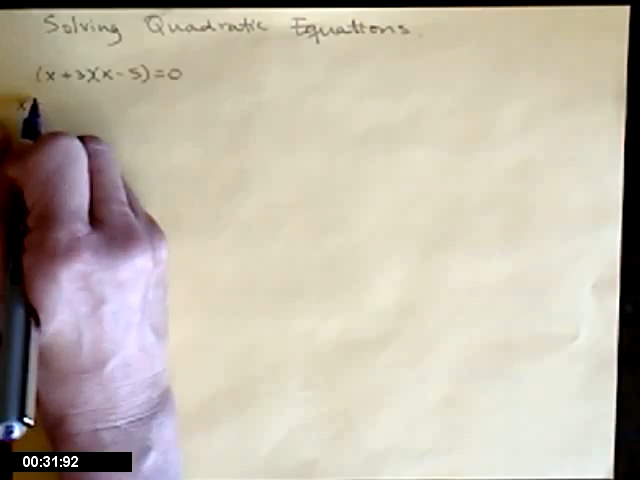 Solving Quadratic Equations.
(x+3)(x-5)=0
x
00:31:92